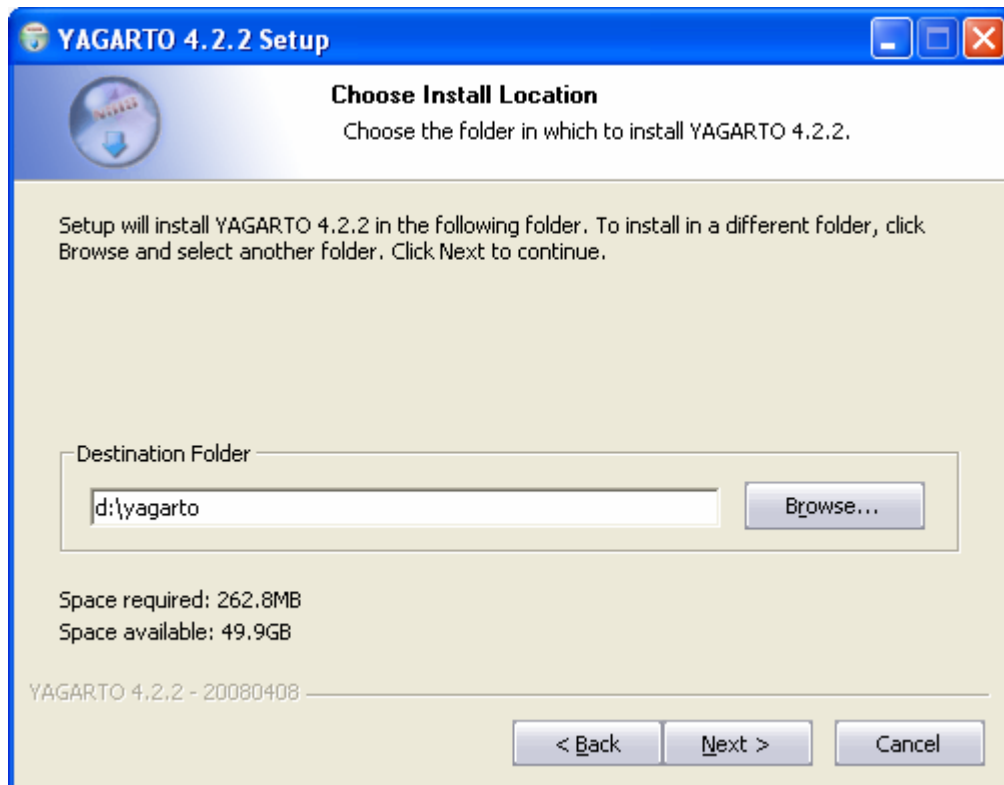 YAGARTO 4.2.2 Setup
Choose Install Location
Choose the folder in which to install YAGARTO 4.2.2.
Setup will install YAGARTO 4.2.2 in the following folder. To install in a different folder, click
Browse and select another folder. Click Next to continue.
Destination Folder
d:\yagarto
Browse...
Space required: 262.8MB
Space available: 49.9GB
YAGARTO 4.2.2 - 20080408
< Back
Next >
Cancel